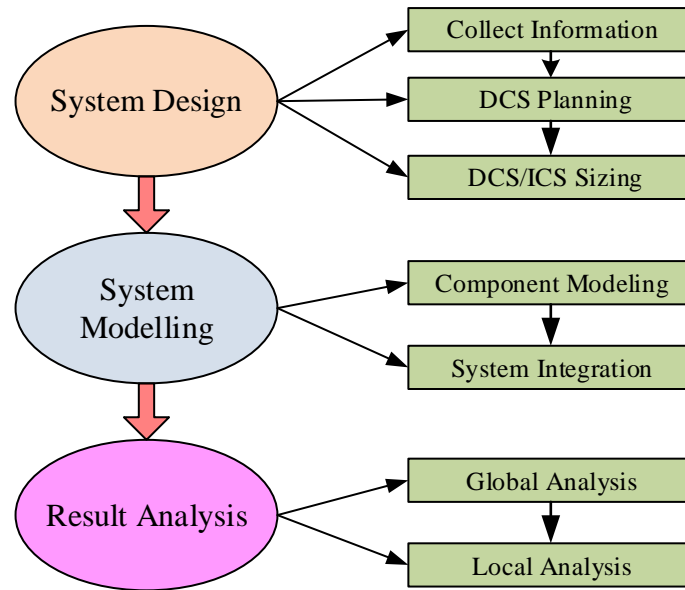 System Design
Collect Information
DCS Planning
DCS/ICS Sizing
System
Modelling
Component Modeling
System Integration
Result Analysis
Global Analysis
Local Analysis